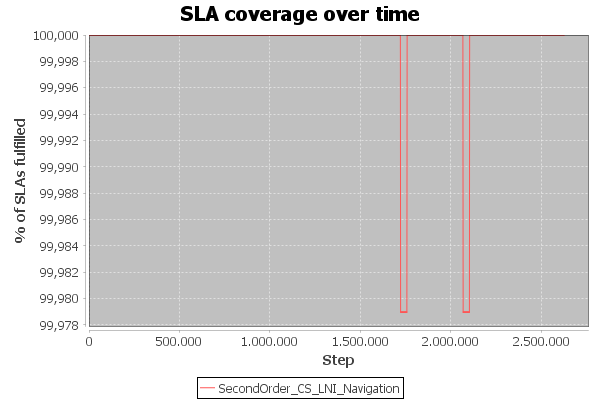 SLA coverage over time
% of SLAs fulfilled
100,000
99,998
99,996
99,994
99,992
99,990
99,988
99,986
99,984
99,982
99,980
99,978
0 500.000 1.000.000 1.500.000 2.000.000 2.500.000
Step
SecondOrder_CS_LNI_Navigation